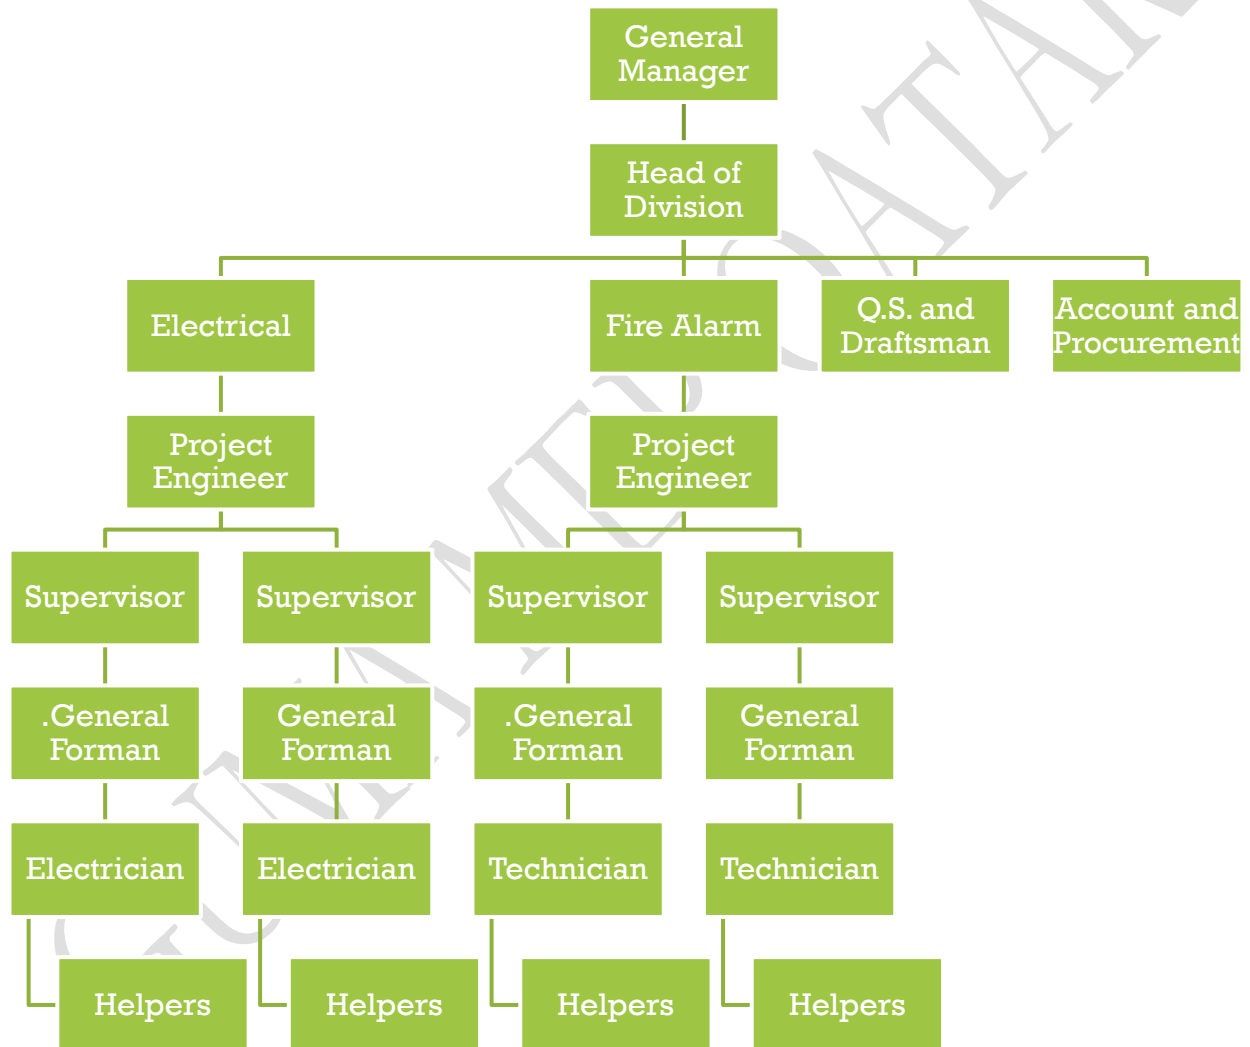 General
Manager
Head of
Division
Electrical
Fire Alarm
Q.S. and
Draftsman
Account and
Procurement
Project
Engineer
Project
Engineer
Supervisor
Supervisor
Supervisor
Supervisor
.General
Forman
General
Forman
.General
Forman
General
Forman
Electrician
Electrician
Technician
Technician
Helpers
Helpers
Helpers
Helpers